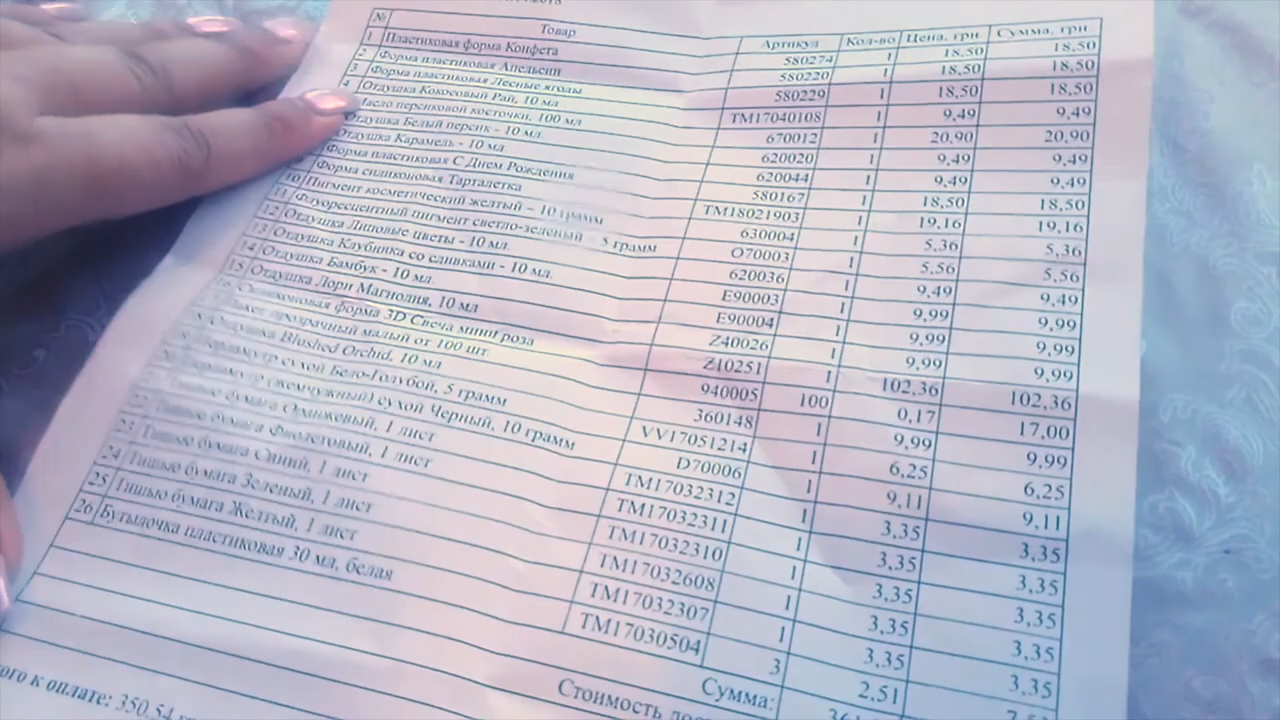 № Товар Артикул Кол-во Цена, грн Сумма, грн
1 Пластиковая форма Конфета 580274 1 18,50 18,50
2 Форма пластиковая Апельсин 580220 1 18,50 18,50
3 Форма пластиковая Лесные ягоды 580229 1 18,50 18,50
4 Отдушка Кокосовый Рай, 10 мл TM17040108 1 9,49 9,49
Масло персиковой косточки, 100 мл 670012 1 20,90 20,90
Отдушка Белый персик - 10 мл. 620020 1 9,49 9,49
Отдушка Карамель - 10 мл 620044 1 9,49 9,49
Форма пластиковая С Днем Рождения 580167 1 18,50 18,50
Форма силиконовая Тарталетка TM18021903 1 19,16 19,16
10 Пигмент косметический желтый - 10 грамм 630004 1 5,36 5,36
11 Флуоресцентный пигмент светло-зеленый - 5 грамм O70003 1 5,56 5,56
12 Отдушка Липовые цветы - 10 мл. 620036 1 9,49 9,49
13 Отдушка Клубника со сливками - 10 мл. E90003 1 9,99 9,99
14 Отдушка Бамбук - 10 мл. E90004 1 9,99 9,99
15 Отдушка Лори Магнолия, 10 мл Z40026 1 9,99 9,99
форма 3D Свеча мини роза Z10251 1 102,36 102,36
прозрачный малый от 100 шт. 940005 100 0,17 17,00
Отдушка Blushed Orchid, 10 мл 360148 1 9,99 9,99
сухой Бело-Голубой, 5 грамм VV17051214 1 6,25 6,25
(жемчужный) сухой Черный, 10 грамм D70006 1 9,11 9,11
бумага Оранжевый, 1 лист TM17032312 1 3,35 3,35
бумага Фиолетовый, 1 лист TM17032311 1 3,35 3,35
23 Тишью бумага Синий, 1 лист TM17032310 1 3,35 3,35
24 Тишью бумага Зеленый, 1 лист TM17032608 1 3,35 3,35
25 Тишью бумага Желтый, 1 лист TM17032307 1 3,35 3,35
26 Бутылочка пластиковая 30 мл, белая TM17030504 3 2,51
Сумма:
Стоимость
к оплате: 350,54